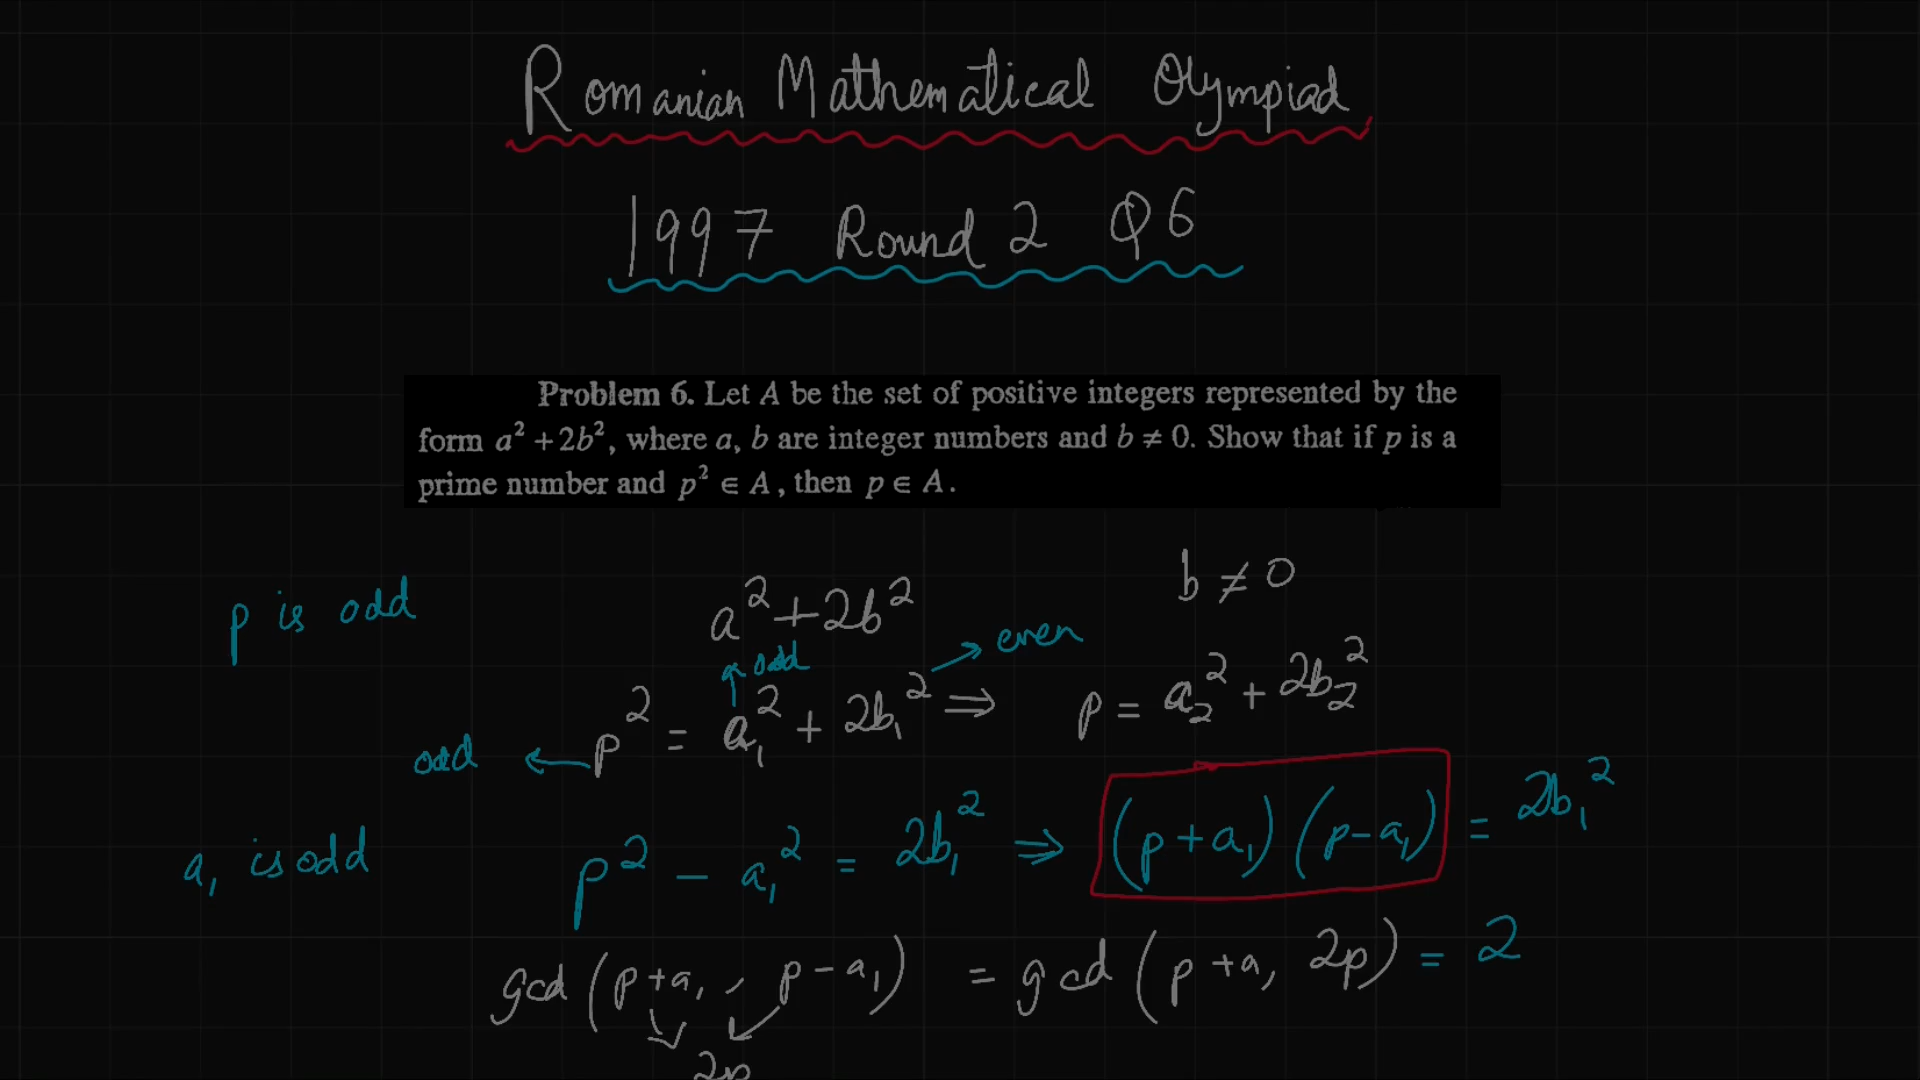 Romanian Mathematical Olympiad
1997 Round 2 Q6
Problem 6. Let A be the set of positive integers represented by the
form a² + 2b², where a, b are integer numbers and b ≠ 0. Show that if p is a
prime number and p² ∈ A, then p ∈ A.
b ≠ 0
p is odd
a² + 2b²
odd
even
p² = a₁² + 2b₁² ⇒ p = a₂² + 2b₂²
odd ←
a₁ is odd
p² − a₁² = 2b₁² ⇒ (p + a₁)(p − a₁) = 2b₁²
gcd(p + a₁, p − a₁) = gcd(p + a, 2p) = 2
2p